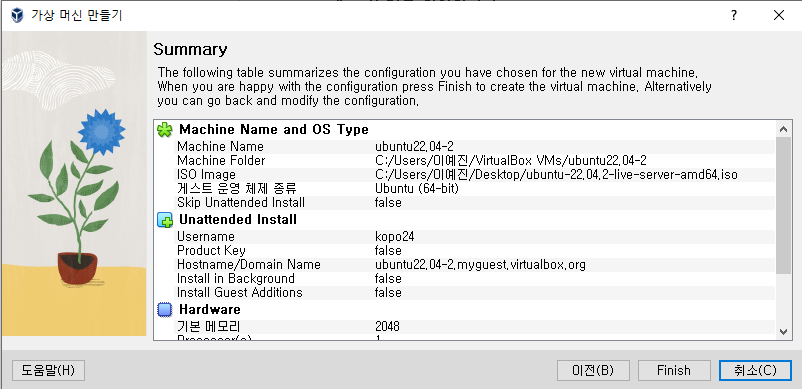 가상 머신 만들기
Summary
The following table summarizes the configuration you have chosen for the new virtual machine.
When you are happy with the configuration press Finish to create the virtual machine. Alternatively
you can go back and modify the configuration.
Machine Name and OS Type
Machine Name ubuntu22.04-2
Machine Folder C:/Users/이예진/VirtualBox VMs/ubuntu22.04-2
ISO Image C:/Users/이예진/Desktop/ubuntu-22.04.2-live-server-amd64.iso
게스트 운영 체제 종류 Ubuntu (64-bit)
Skip Unattended Install false
Unattended Install
Username kopo24
Product Key false
Hostname/Domain Name ubuntu22.04-2.myguest.virtualbox.org
Install in Background false
Install Guest Additions false
Hardware
기본 메모리 2048
Processor(s) 1
도움말(H) 이전(B) Finish 취소(C)